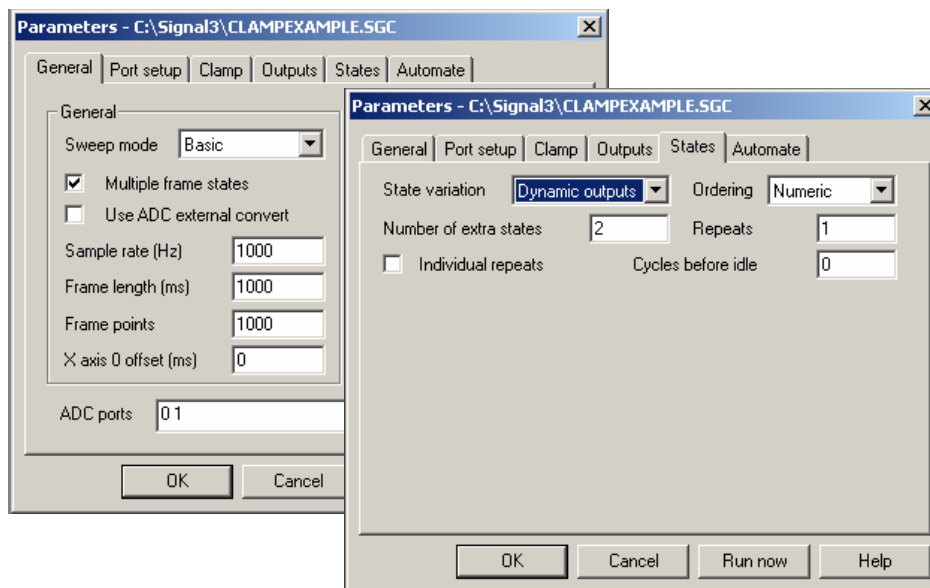 Parameters - C:\Signal3\CLAMPEXAMPLE.SGC
General Port setup Clamp Outputs States Automate
General
Sweep mode Basic
Multiple frame states
Use ADC external convert
Sample rate (Hz) 1000
Frame length (ms) 1000
Frame points 1000
X axis 0 offset (ms) 0
ADC ports 0 1
OK Cancel
Parameters - C:\Signal3\CLAMPEXAMPLE.SGC
General Port setup Clamp Outputs States Automate
State variation Dynamic outputs Ordering Numeric
Number of extra states 2 Repeats 1
Individual repeats Cycles before idle 0
OK Cancel Run now Help